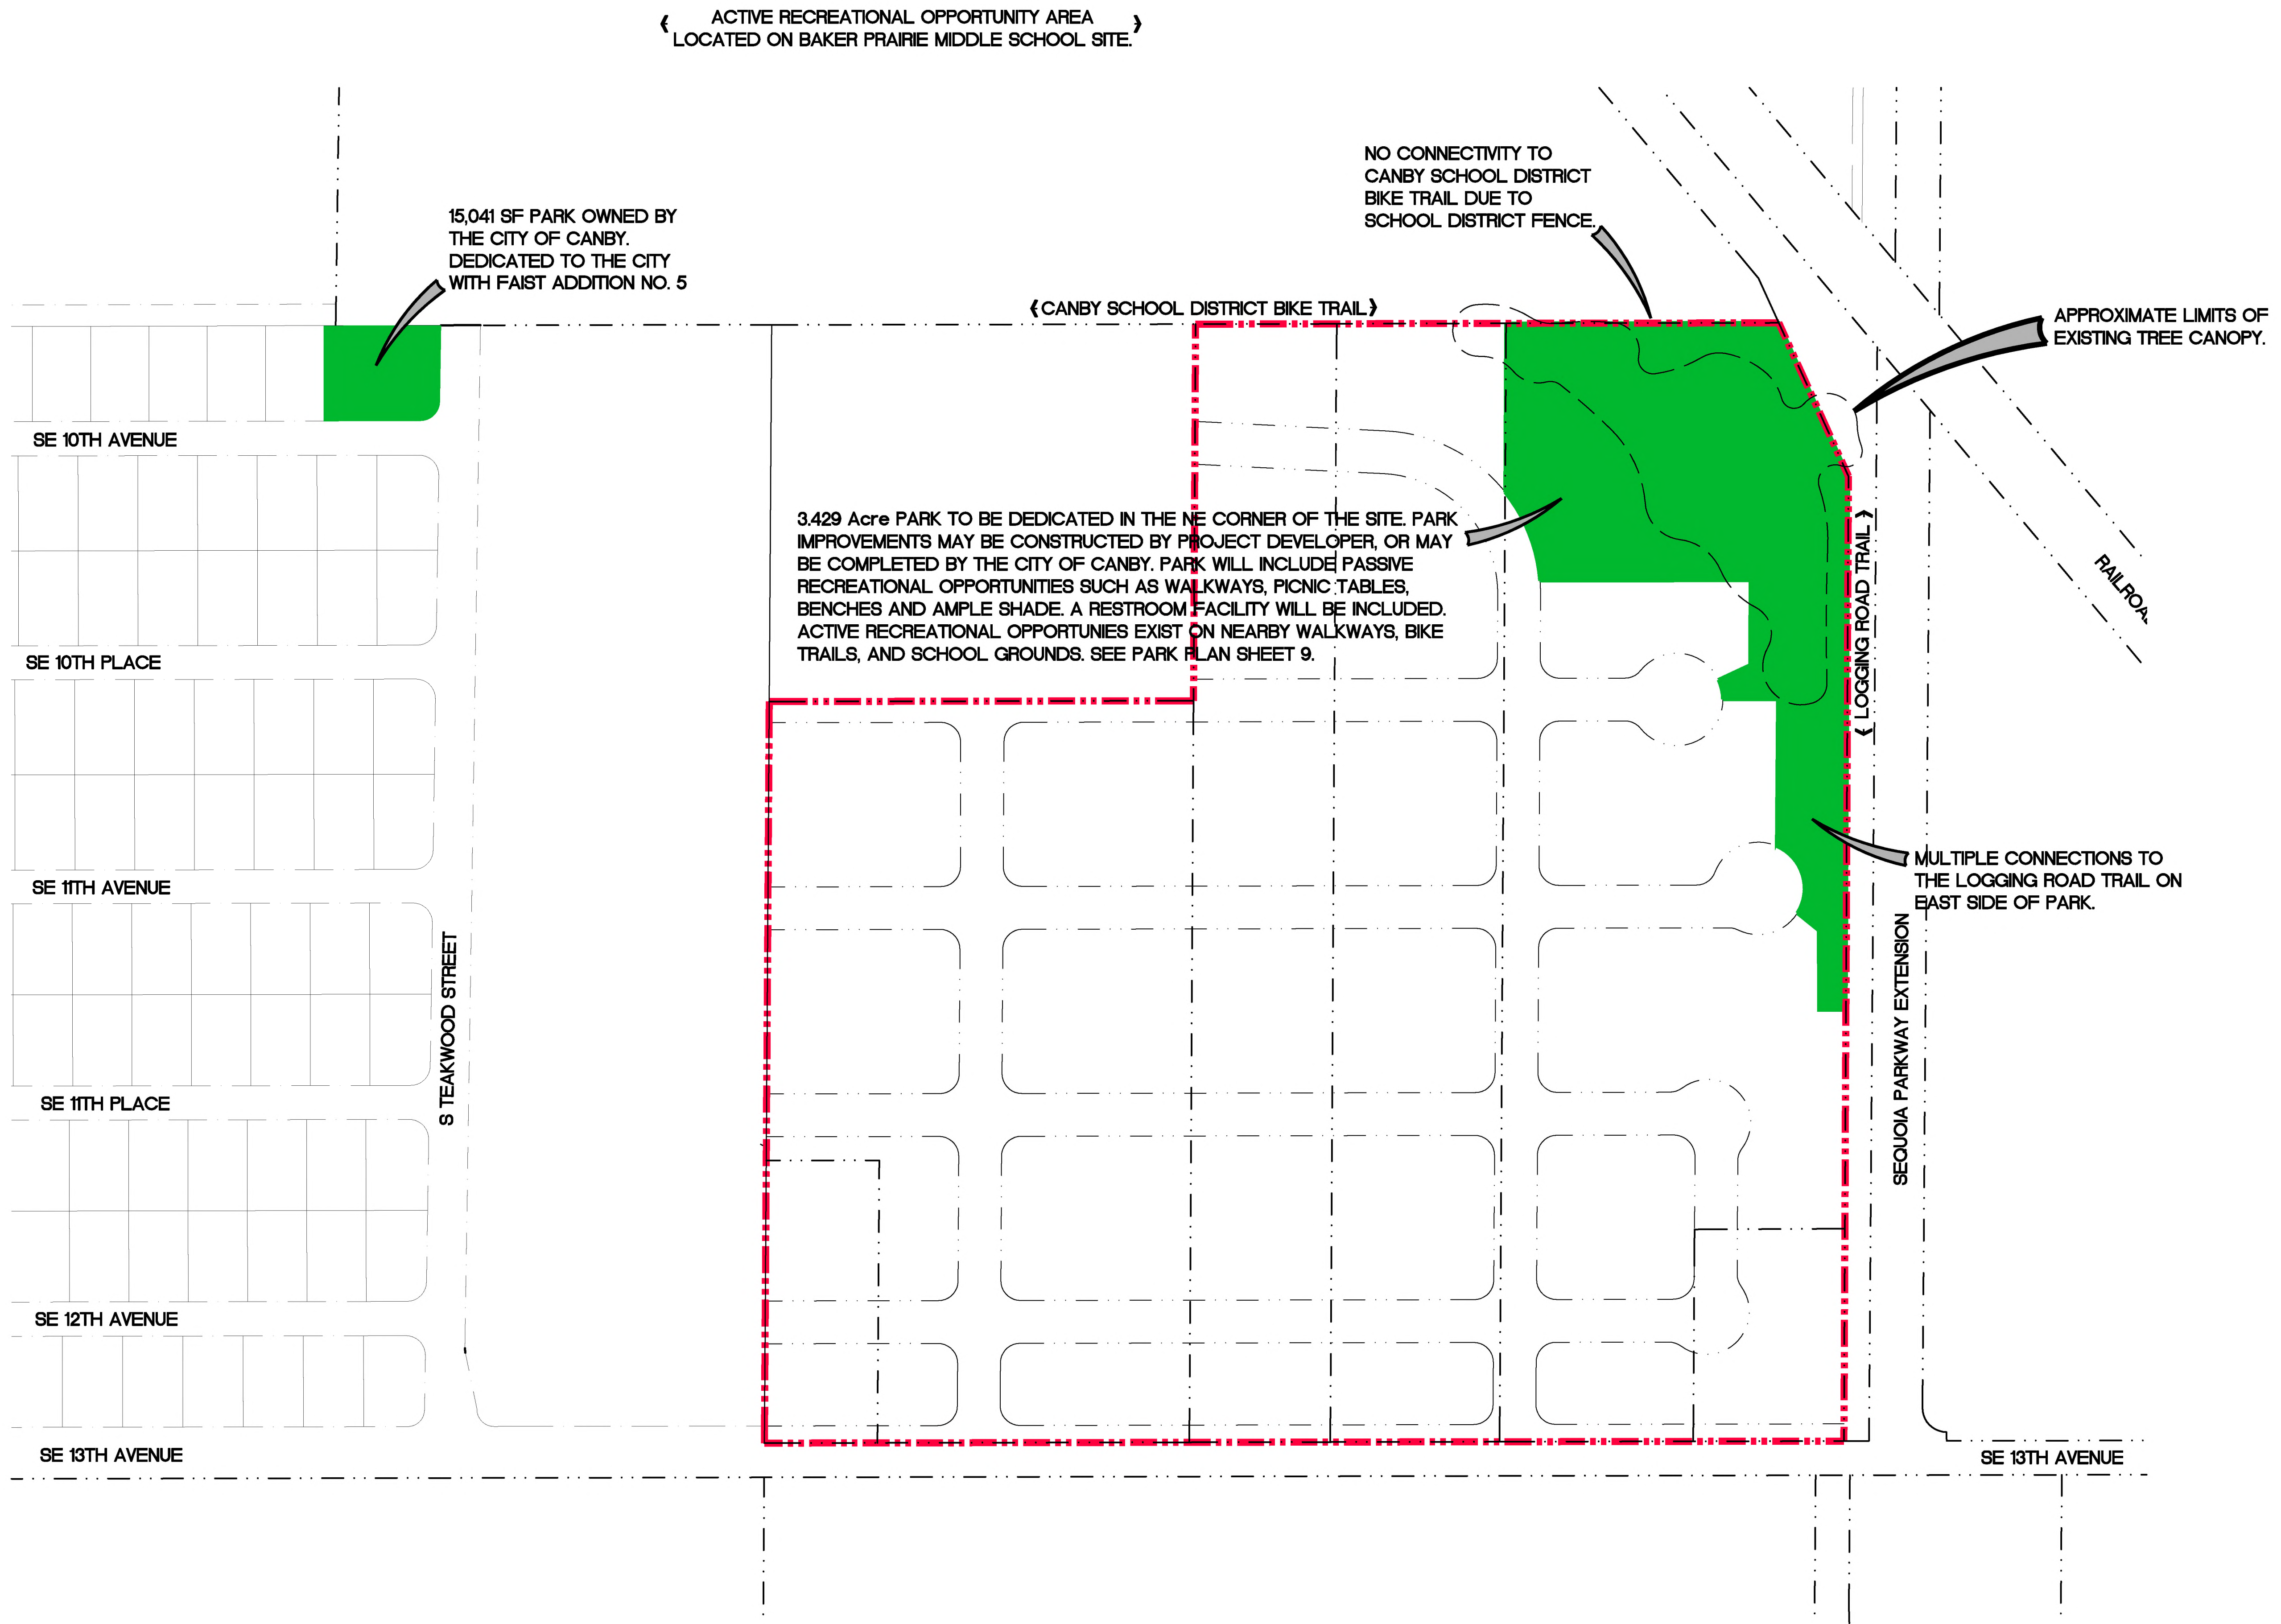 ACTIVE RECREATIONAL OPPORTUNITY AREA
LOCATED ON BAKER PRAIRIE MIDDLE SCHOOL SITE.
NO CONNECTIVITY TO
CANBY SCHOOL DISTRICT
BIKE TRAIL DUE TO
SCHOOL DISTRICT FENCE.
15,041 SF PARK OWNED BY
THE CITY OF CANBY.
DEDICATED TO THE CITY
WITH FAIST ADDITION NO. 5
CANBY SCHOOL DISTRICT BIKE TRAIL
APPROXIMATE LIMITS OF
EXISTING TREE CANOPY.
SE 10TH AVENUE
3.429 Acre PARK TO BE DEDICATED IN THE NE CORNER OF THE SITE. PARK
IMPROVEMENTS MAY BE CONSTRUCTED BY PROJECT DEVELOPER, OR MAY
BE COMPLETED BY THE CITY OF CANBY. PARK WILL INCLUDE PASSIVE
RECREATIONAL OPPORTUNITIES SUCH AS WALKWAYS, PICNIC TABLES,
BENCHES AND AMPLE SHADE. A RESTROOM FACILITY WILL BE INCLUDED.
ACTIVE RECREATIONAL OPPORTUNIES EXIST ON NEARBY WALKWAYS, BIKE
TRAILS, AND SCHOOL GROUNDS. SEE PARK PLAN SHEET 9.
LOGGING ROAD TRAIL
SE 10TH PLACE
MULTIPLE CONNECTIONS TO
THE LOGGING ROAD TRAIL ON
EAST SIDE OF PARK.
SE 11TH AVENUE
S TEAKWOOD STREET
SEQUOIA PARKWAY EXTENSION
SE 11TH PLACE
SE 12TH AVENUE
SE 13TH AVENUE
SE 13TH AVENUE